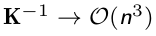 K⁻¹ → 𝒪(n³)